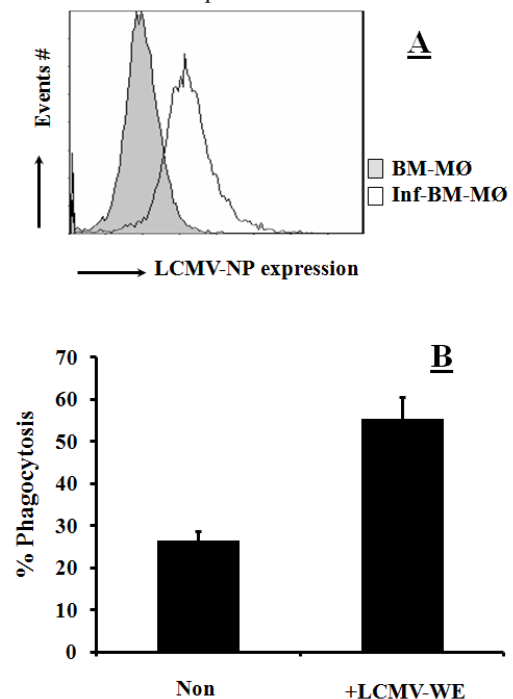 A
Events #
BM-MØ
Inf-BM-MØ
LCMV-NP expression
B
% Phagocytosis
70
60
50
40
30
20
10
0
Non
+LCMV-WE